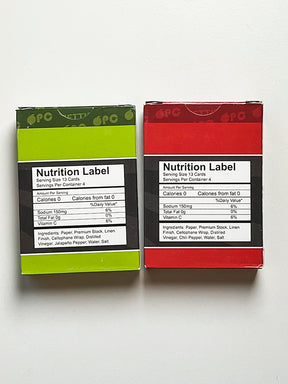 OPC
OPC
Nutrition Label
Serving Size 13 Cards
Servings Per Container 4
Amount Per Serving
Calories 0 Calories from fat 0
%Daily Value*
Sodium 150mg 6%
Total Fat 0g 0%
Vitamin C 6%
Ingredients, Paper, Premium Stock, Linen
Finish, Cellophane Wrap, Distilled
Vinegar, Jalapeño Pepper, Water, Salt
OPC
OPC
Nutrition Label
Serving Size 13 Cards
Servings Per Container 4
Amount Per Serving
Calories 0 Calories from fat 0
%Daily Value*
Sodium 150mg 6%
Total Fat 0g 0%
Vitamin C 6%
Ingredients, Paper, Premium Stock, Linen
Finish, Cellophane Wrap, Distilled
Vinegar, Chili Pepper, Water, Salt